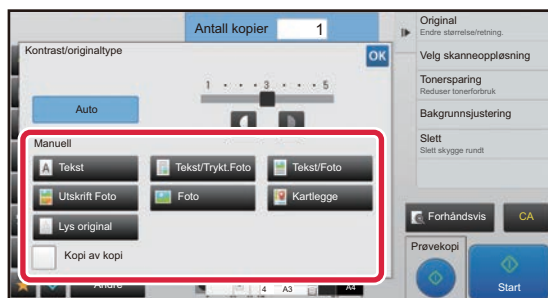 Antall kopier 1
Kontrast/originaltype
OK
1 3 5
Auto
Manuell
Tekst
Tekst/Trykt.Foto
Tekst/Foto
Utskrift Foto
Foto
Kartlegge
Lys original
Kopi av kopi
Andre
4 A3
A4
Original
Endre størrelse/retning.
Velg skanneoppløsning
Tonersparing
Reduser tonerforbruk
Bakgrunnsjustering
Slett
Slett skygge rundt
Forhåndsvis
CA
Prøvekopi
Start